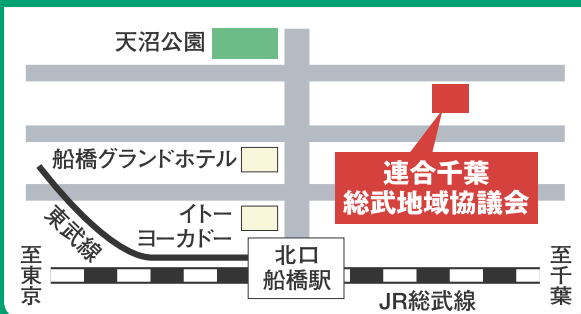 天沼公園
船橋グランドホテル
連合千葉
総武地域協議会
イトー
ヨーカドー
東武線
北口
船橋駅
至東京
至千葉
JR総武線